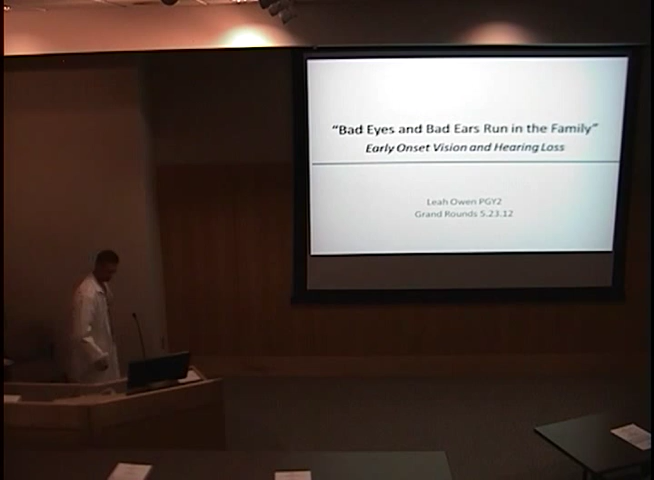 "Bad Eyes and Bad Ears Run in the Family"
Early Onset Vision and Hearing Loss
Leah Owen PGY2
Grand Rounds 5.23.12